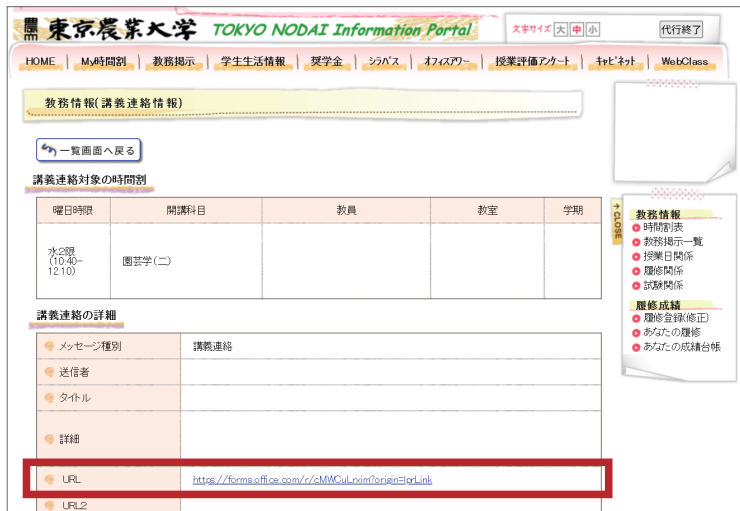 東京農業大学 TOKYO NODAI Information Portal 文字サイズ 大 中 小 代行終了
HOME My時間割 教務掲示 学生生活情報 奨学金 シラバス オフィスアワー 授業評価アンケート キャビネット WebClass
教務情報(講義連絡情報)
一覧画面へ戻る
講義連絡対象の時間割
曜日時限 開講科目 教員 教室 学期
水2限
(10:40-
12:10)
園芸学(二)
講義連絡の詳細
メッセージ種別 講義連絡
送信者
タイトル
詳細
URL https://forms.office.com/r/cMWCuLrxim?origin=lprLink
URL2
CLOSE
教務情報
時間割表
教務掲示一覧
授業日関係
履修関係
試験関係
履修成績
履修登録(修正)
あなたの履修
あなたの成績台帳